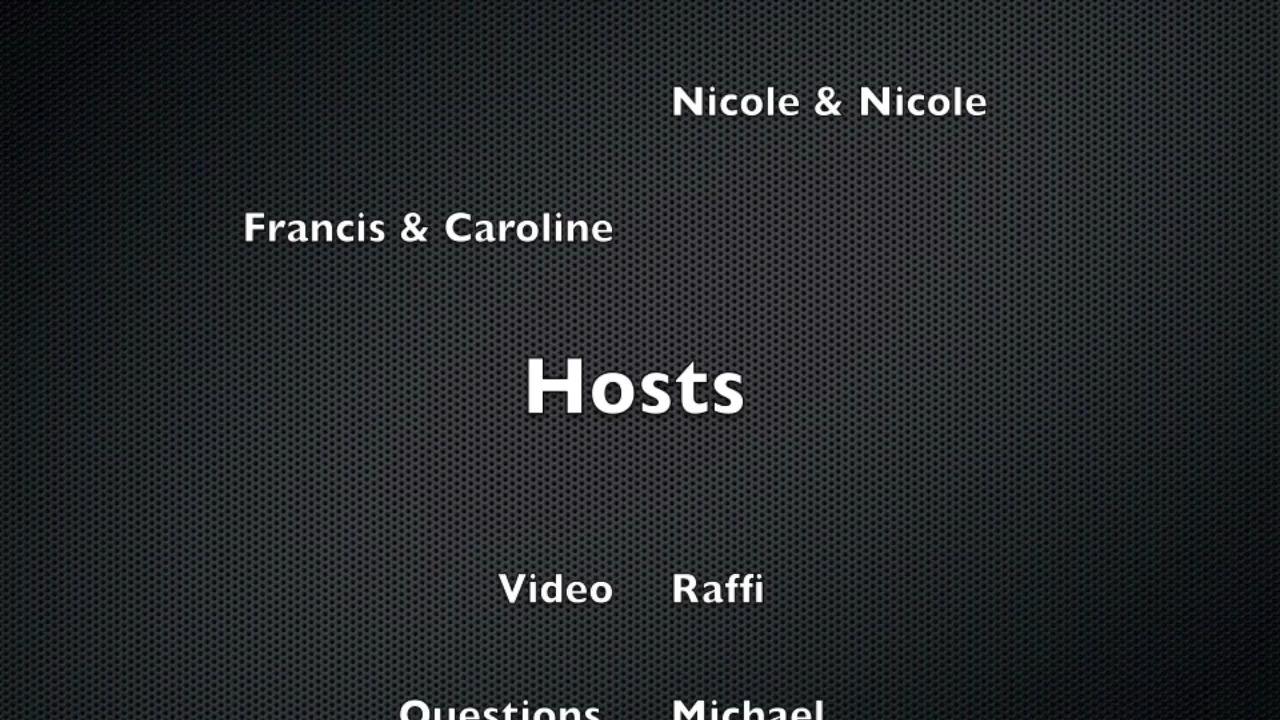 Nicole & Nicole
Francis & Caroline
Hosts
Video Raffi
Questions Michael